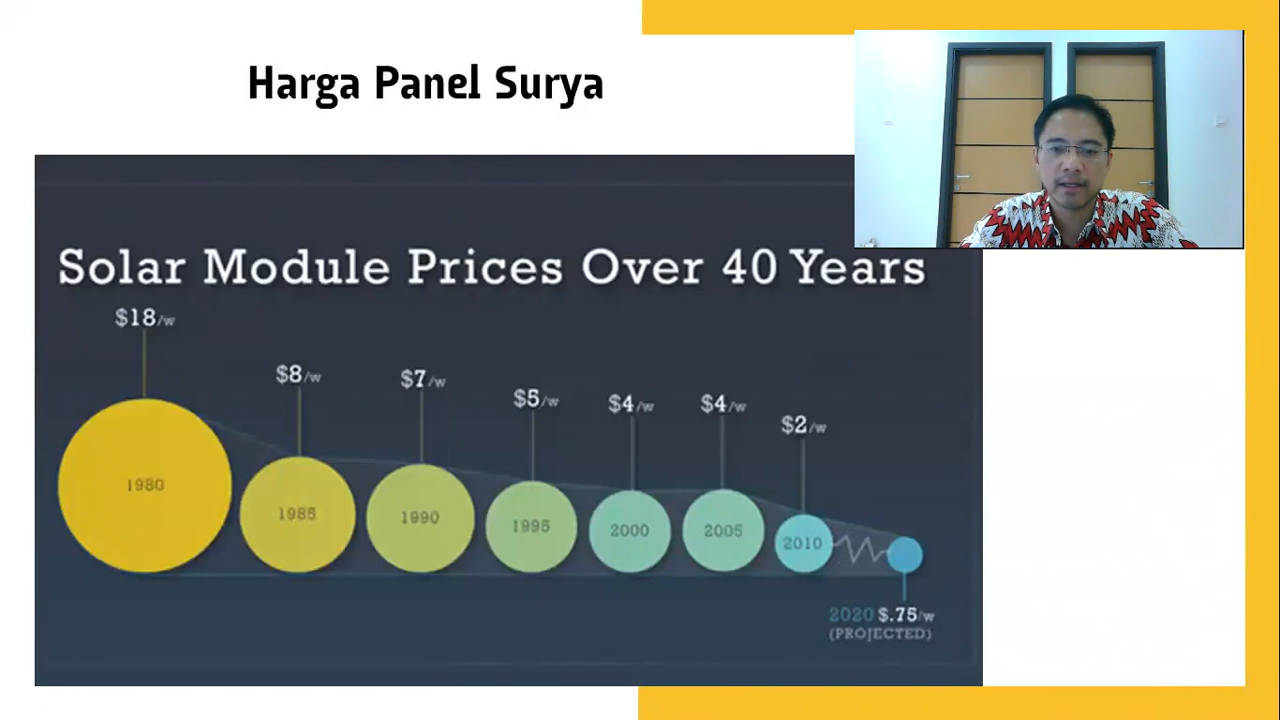 Harga Panel Surya
Solar Module Prices Over 40 Years
$18/w
$8/w
$7/w
$5/w
$4/w
$4/w
$2/w
1980
1985
1990
1995
2000
2005
2010
2020 $.75/w
(PROJECTED)